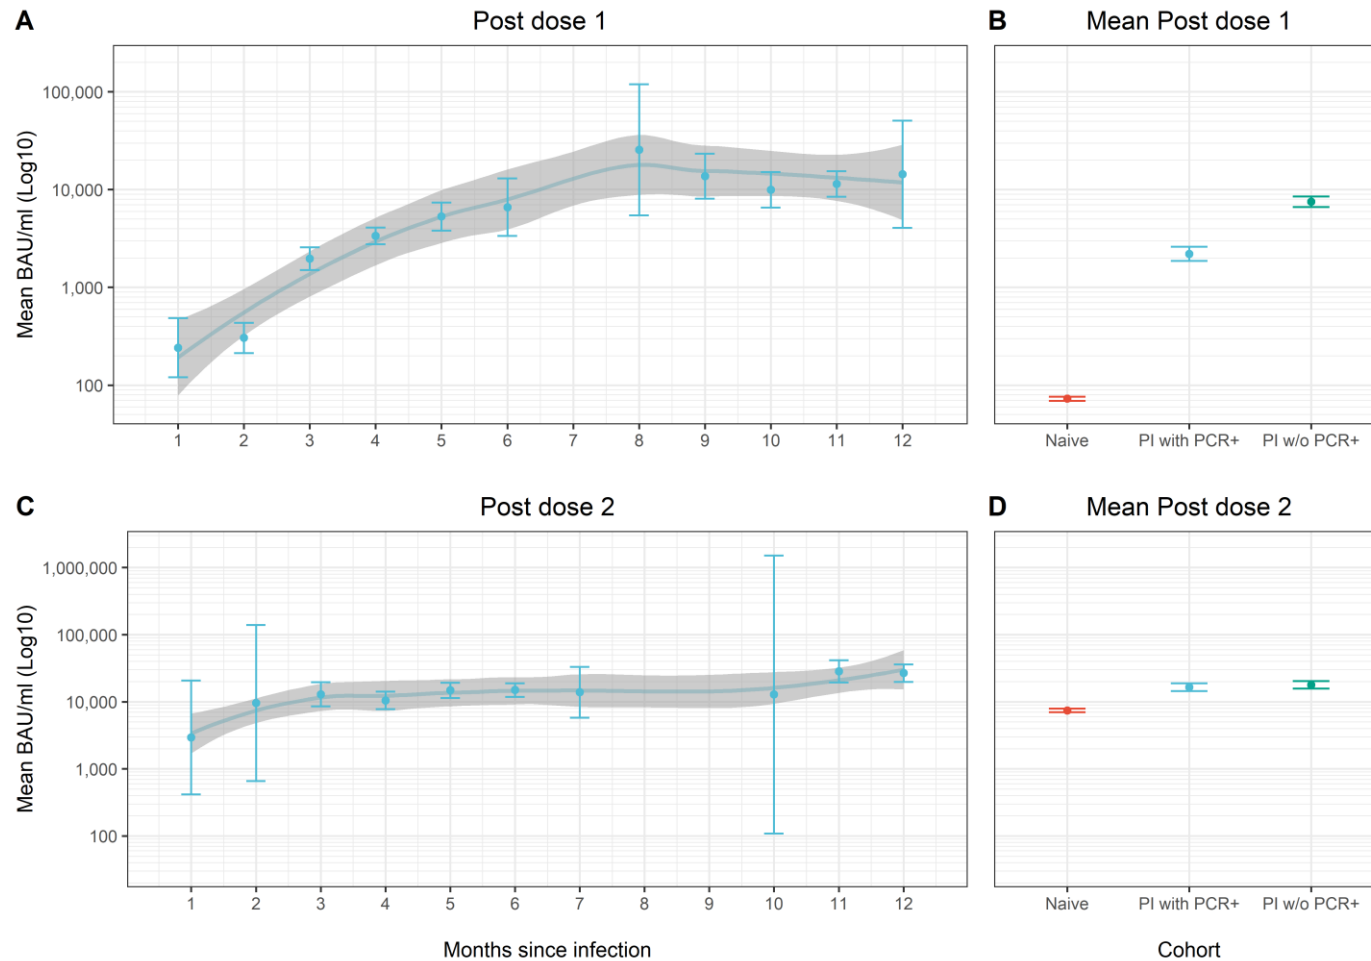 A
Post dose 1
B
Mean Post dose 1
Mean BAU/ml (Log10)
100,000
10,000
1,000
100
1 2 3 4 5 6 7 8 9 10 11 12
Naive PI with PCR+ PI w/o PCR+
C
Post dose 2
D
Mean Post dose 2
Mean BAU/ml (Log10)
1,000,000
100,000
10,000
1,000
100
1 2 3 4 5 6 7 8 9 10 11 12
Naive PI with PCR+ PI w/o PCR+
Months since infection
Cohort